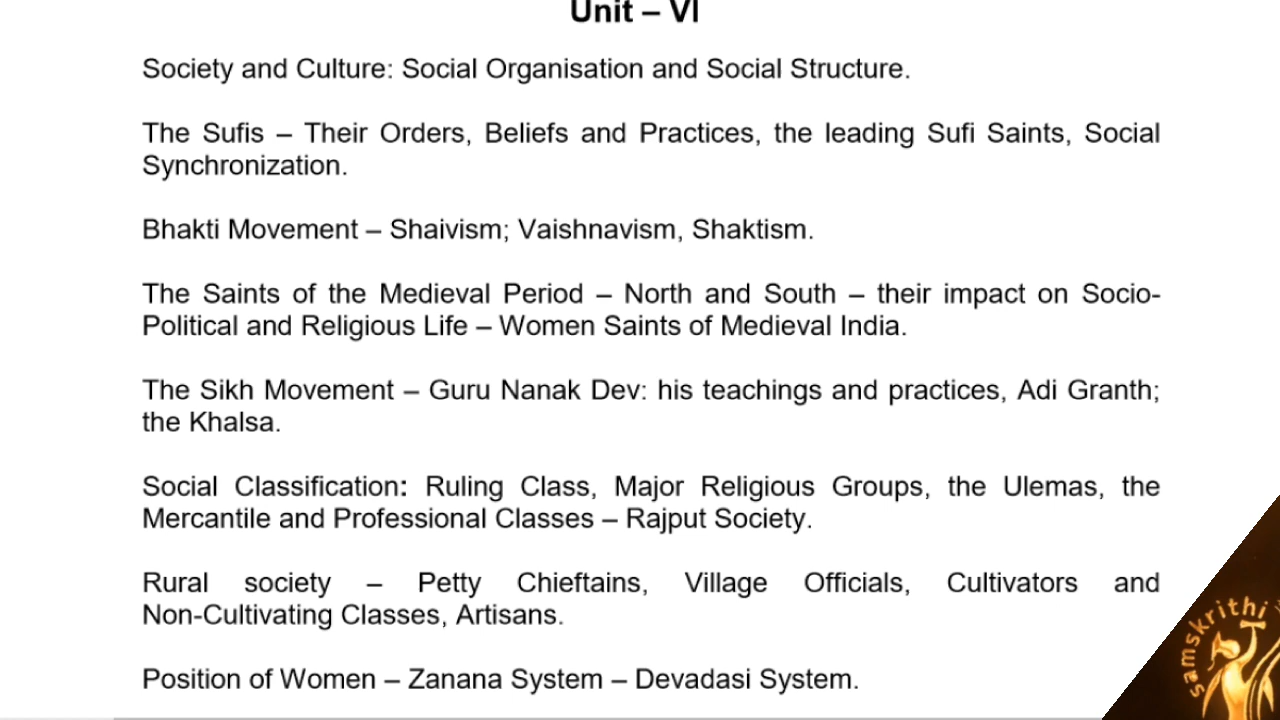 Unit – VI
Society and Culture: Social Organisation and Social Structure.
The Sufis – Their Orders, Beliefs and Practices, the leading Sufi Saints, Social
Synchronization.
Bhakti Movement – Shaivism; Vaishnavism, Shaktism.
The Saints of the Medieval Period – North and South – their impact on Socio-
Political and Religious Life – Women Saints of Medieval India.
The Sikh Movement – Guru Nanak Dev: his teachings and practices, Adi Granth;
the Khalsa.
Social Classification: Ruling Class, Major Religious Groups, the Ulemas, the
Mercantile and Professional Classes – Rajput Society.
Rural society – Petty Chieftains, Village Officials, Cultivators and
Non-Cultivating Classes, Artisans.
Position of Women – Zanana System – Devadasi System.
samskrithi